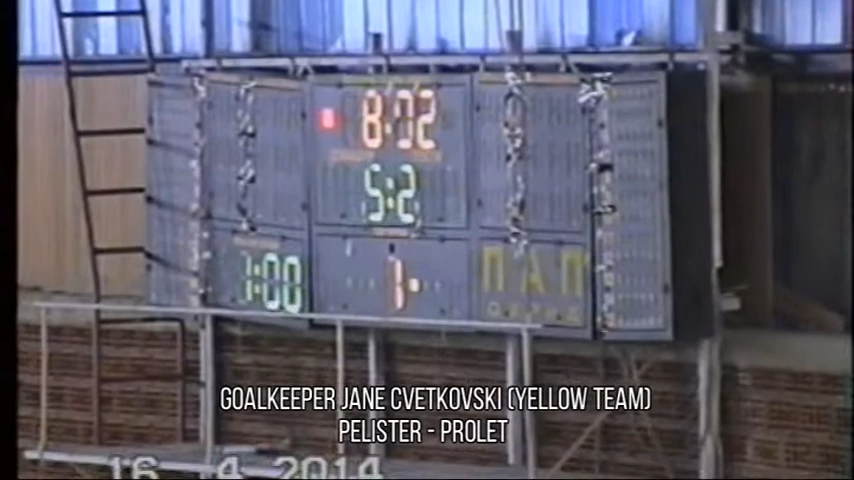 8:02
5:2
1:00
1
ПАП
GOALKEEPER JANE CVETKOVSKI (YELLOW TEAM)
PELISTER - PROLET
16 4 2014